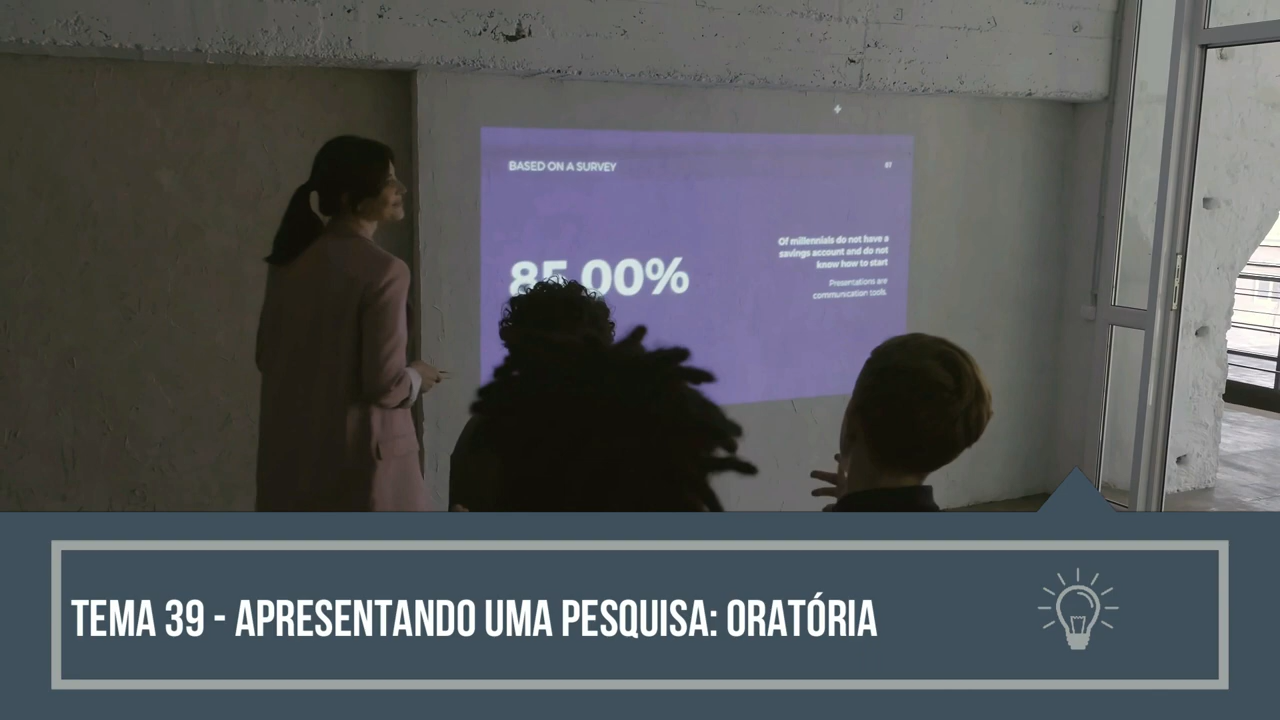 BASED ON A SURVEY
87
85.00%
Of millennials do not have a
savings account and do not
know how to start
Presentations are
communication tools.
TEMA 39 - APRESENTANDO UMA PESQUISA: ORATÓRIA